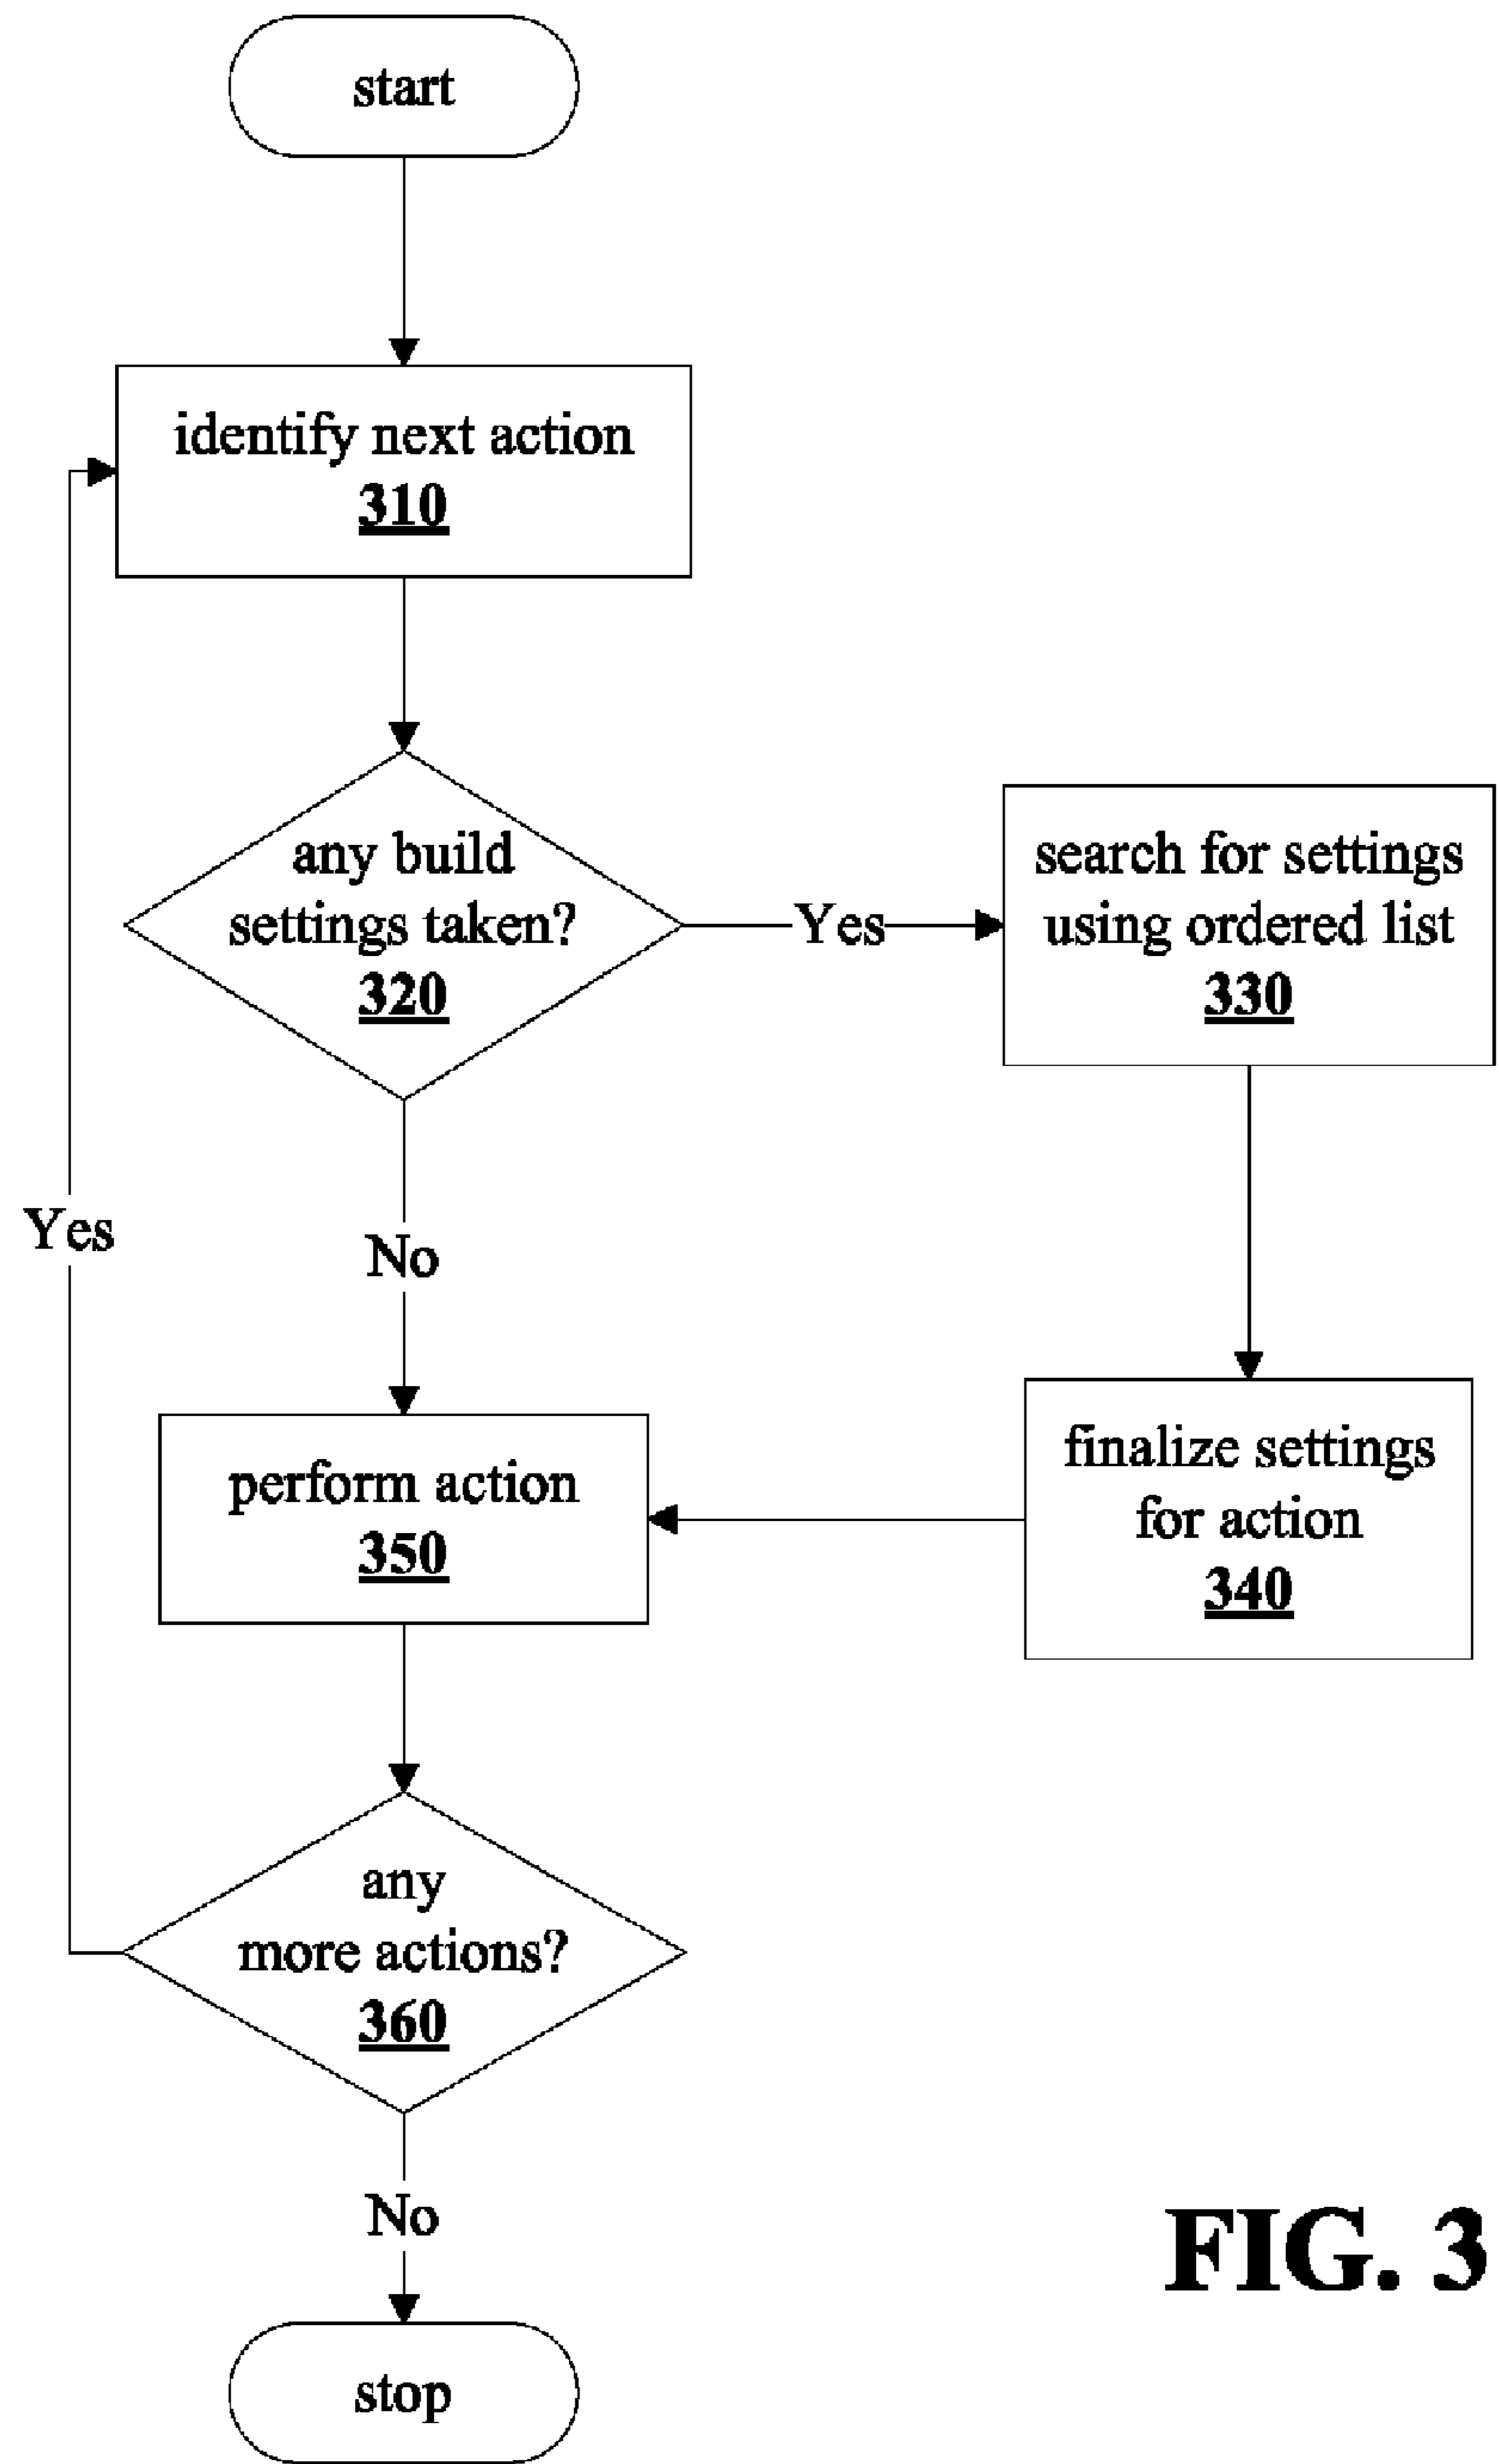 start
identify next action
310
any build
settings taken?
320
Yes
search for settings
using ordered list
330
Yes
No
finalize settings
for action
340
perform action
350
any
more actions?
360
No
stop
FIG. 3